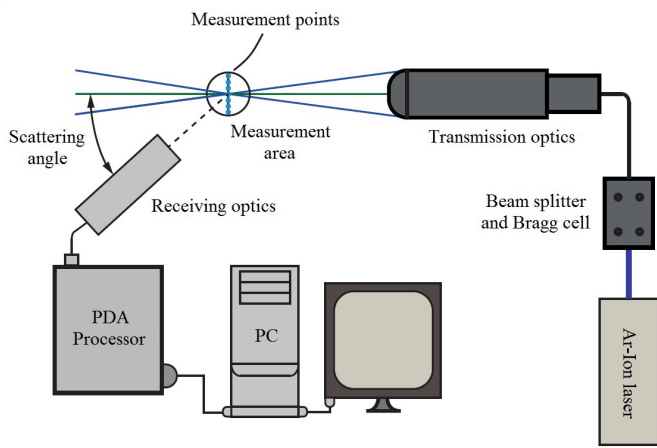 Measurement points
Scattering
angle
Measurement
area
Transmission optics
Receiving optics
Beam splitter
and Bragg cell
PDA
Processor
PC
Ar-Ion laser